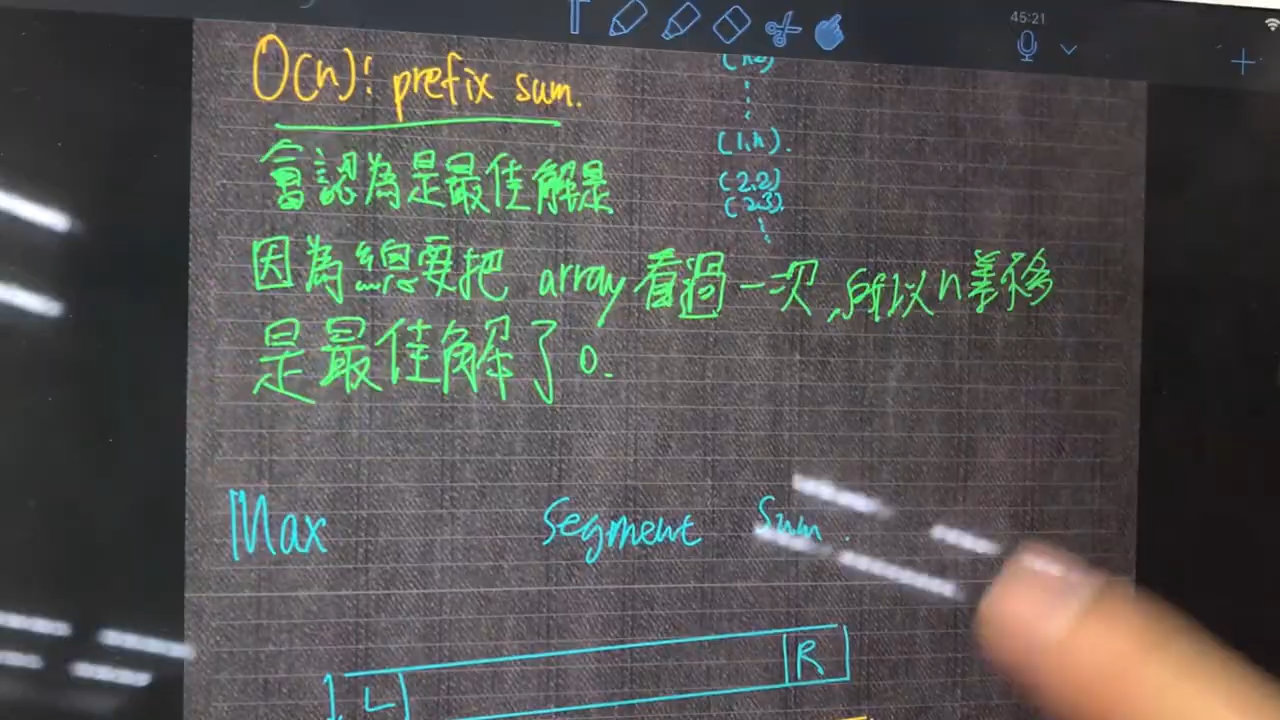 45:21
O(n): prefix sum.
(1,n).
(2,2)
(2,3).
會認為是最佳解是
因為總要把 array 看過一次,所以n差不多
是最佳解了。
Max segment sum.
L R